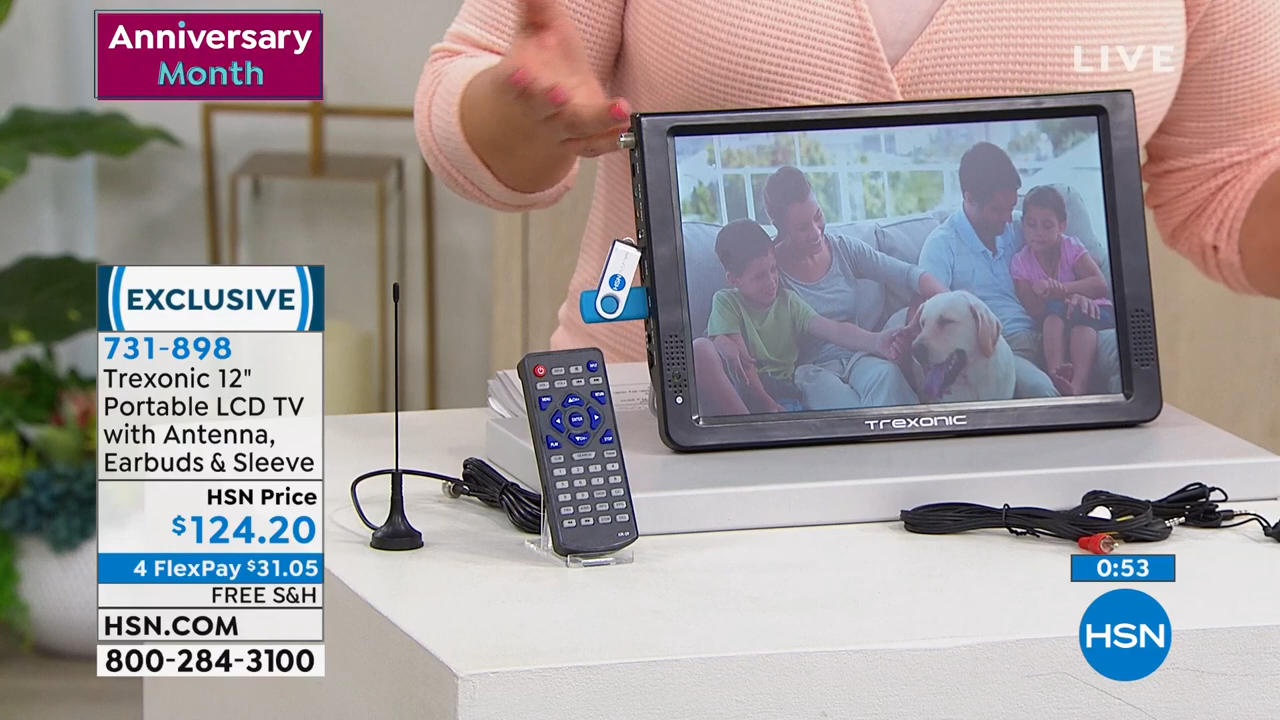 Anniversary
Month
LIVE
EXCLUSIVE
731-898
Trexonic 12"
Portable LCD TV
with Antenna,
Earbuds & Sleeve
HSN Price
$124.20
4 FlexPay $31.05
FREE S&H
HSN.COM
800-284-3100
HSN
TREXONIC
0:53
HSN